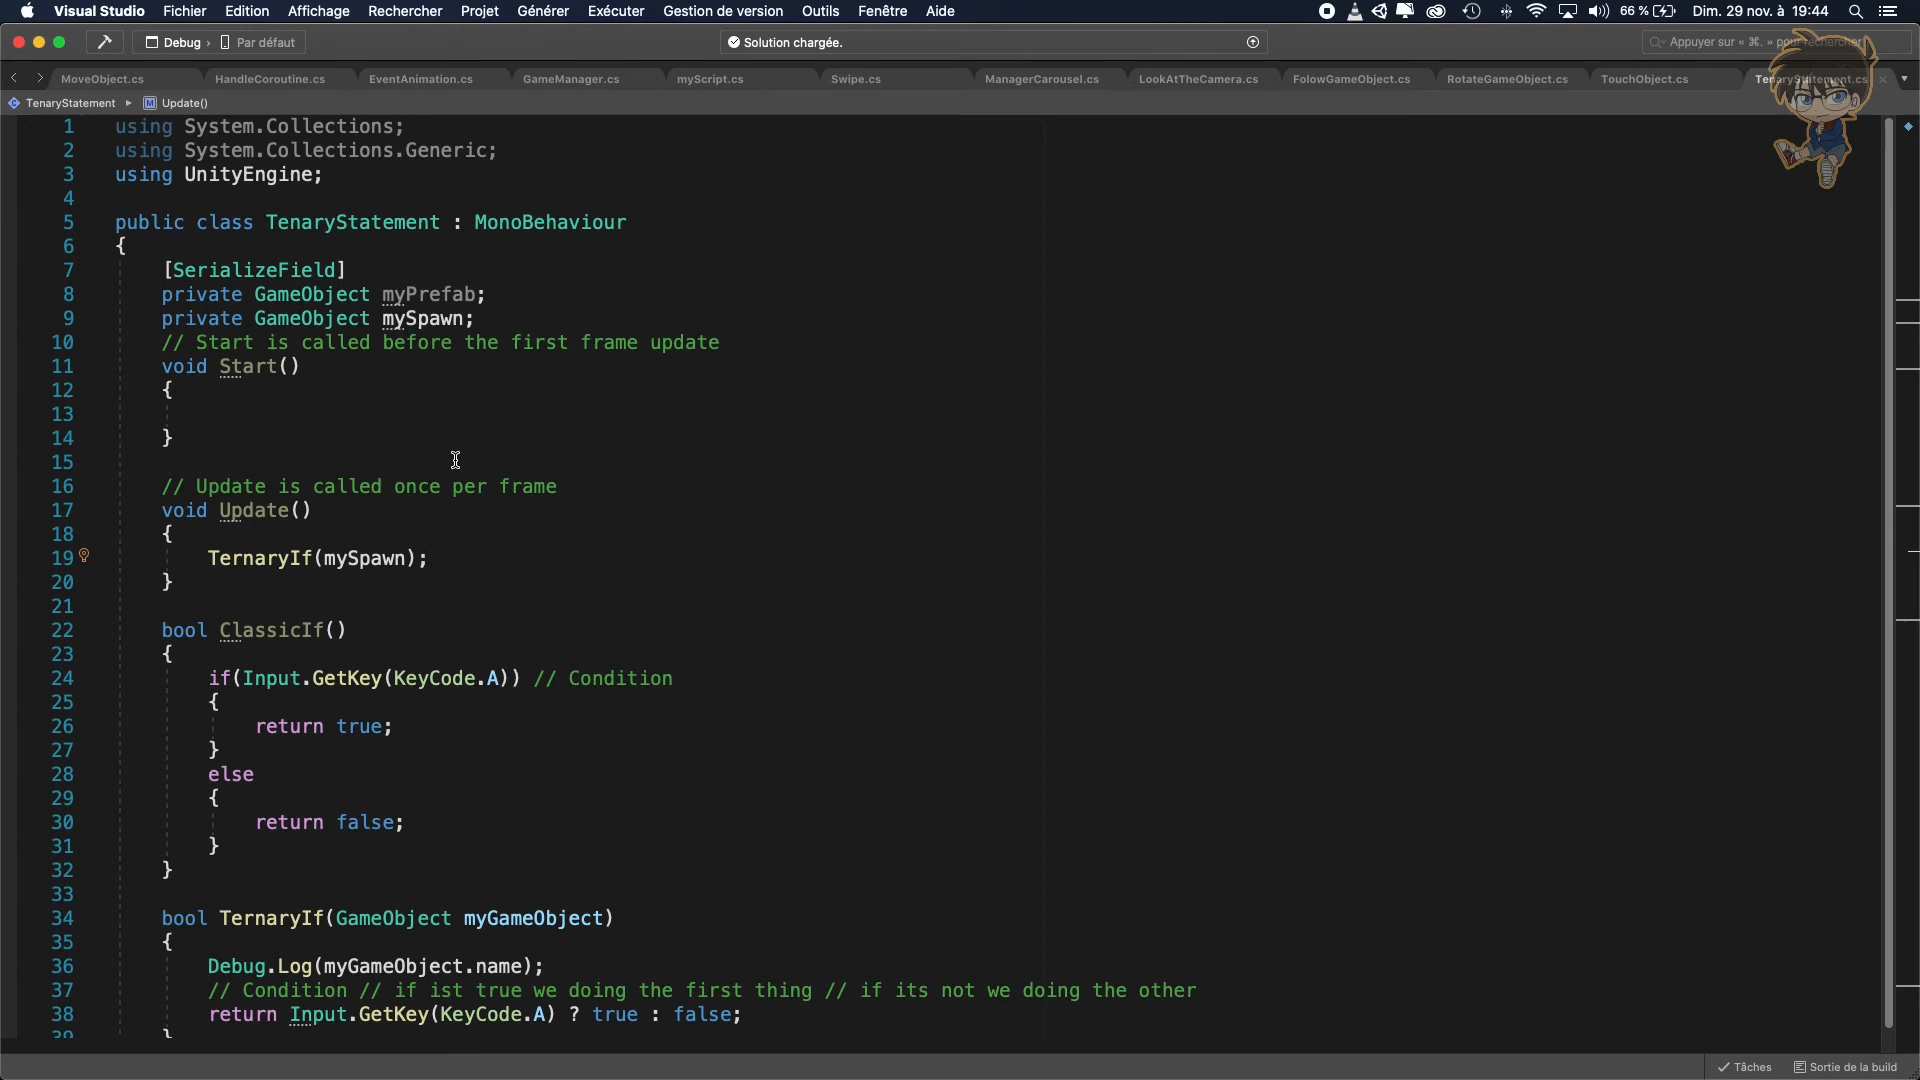 Visual Studio Fichier Edition Affichage Rechercher Projet Générer Exécuter Gestion de version Outils Fenêtre Aide 66 % Dim. 29 nov. à 19:44
Debug › Par défaut Solution chargée. Appuyer sur « ⌘. » pour rechercher
MoveObject.cs HandleCoroutine.cs EventAnimation.cs GameManager.cs myScript.cs Swipe.cs ManagerCarousel.cs LookAtTheCamera.cs FolowGameObject.cs RotateGameObject.cs TouchObject.cs TenaryStatement.cs
TenaryStatement ▸ M Update()
1 using System.Collections;
2 using System.Collections.Generic;
3 using UnityEngine;
4
5 public class TenaryStatement : MonoBehaviour
6 {
7 [SerializeField]
8 private GameObject myPrefab;
9 private GameObject mySpawn;
10 // Start is called before the first frame update
11 void Start()
12 {
13
14 }
15
16 // Update is called once per frame
17 void Update()
18 {
19 TernaryIf(mySpawn);
20 }
21
22 bool ClassicIf()
23 {
24 if(Input.GetKey(KeyCode.A)) // Condition
25 {
26 return true;
27 }
28 else
29 {
30 return false;
31 }
32 }
33
34 bool TernaryIf(GameObject myGameObject)
35 {
36 Debug.Log(myGameObject.name);
37 // Condition // if ist true we doing the first thing // if its not we doing the other
38 return Input.GetKey(KeyCode.A) ? true : false;
39 }
Tâches Sortie de la build